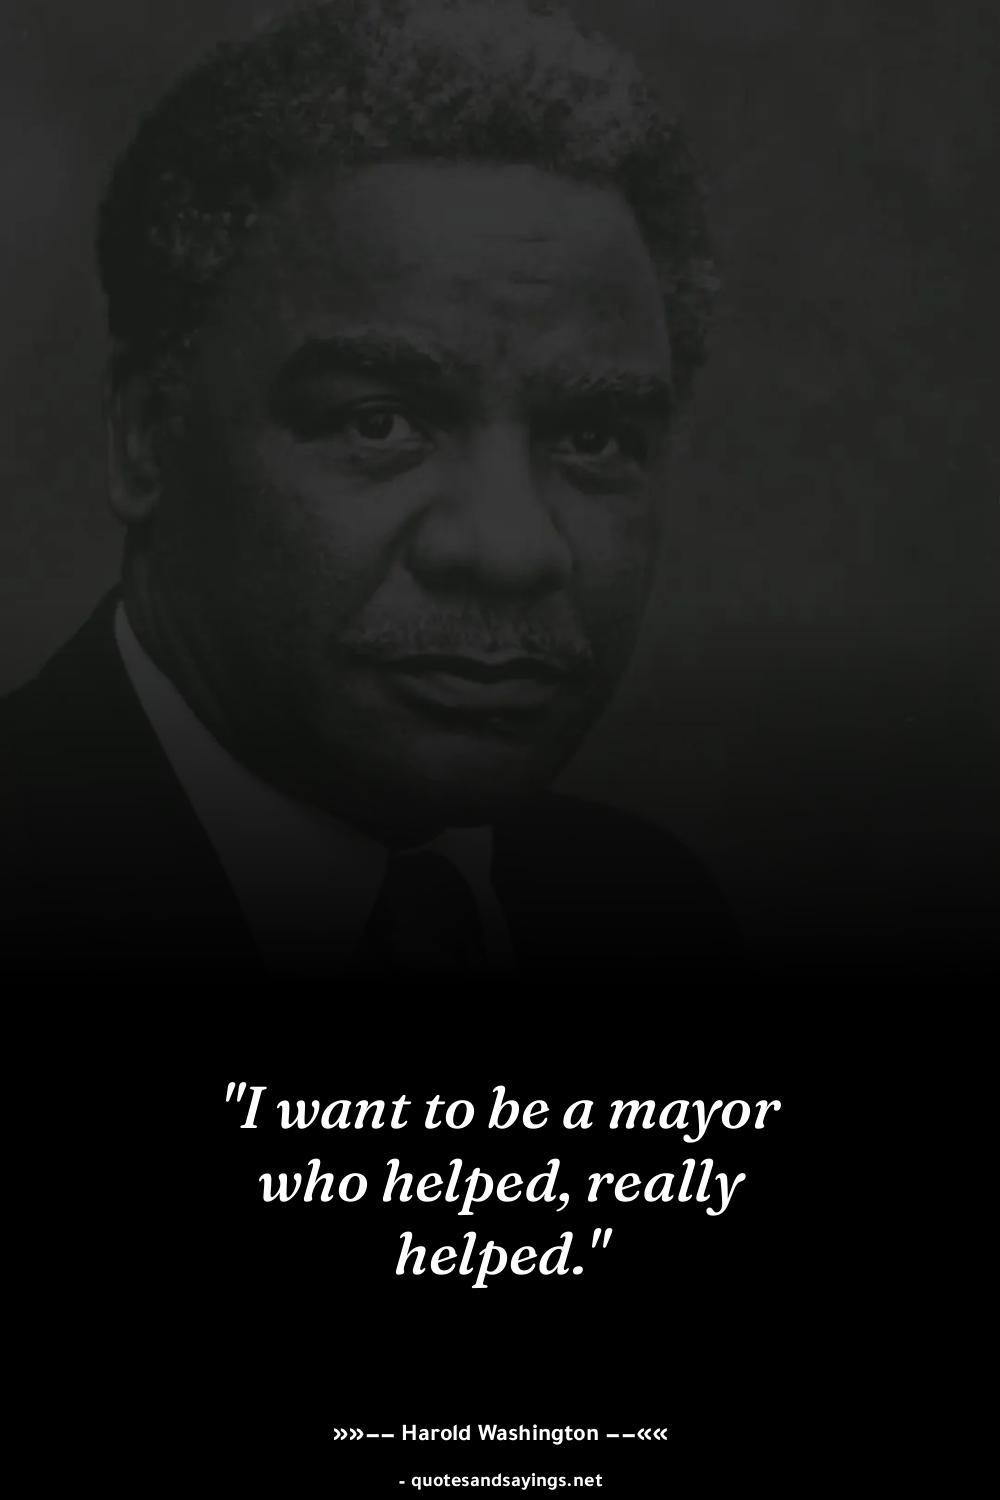 "I want to be a mayor
who helped, really
helped."
»»—— Harold Washington ——««
- quotesandsayings.net